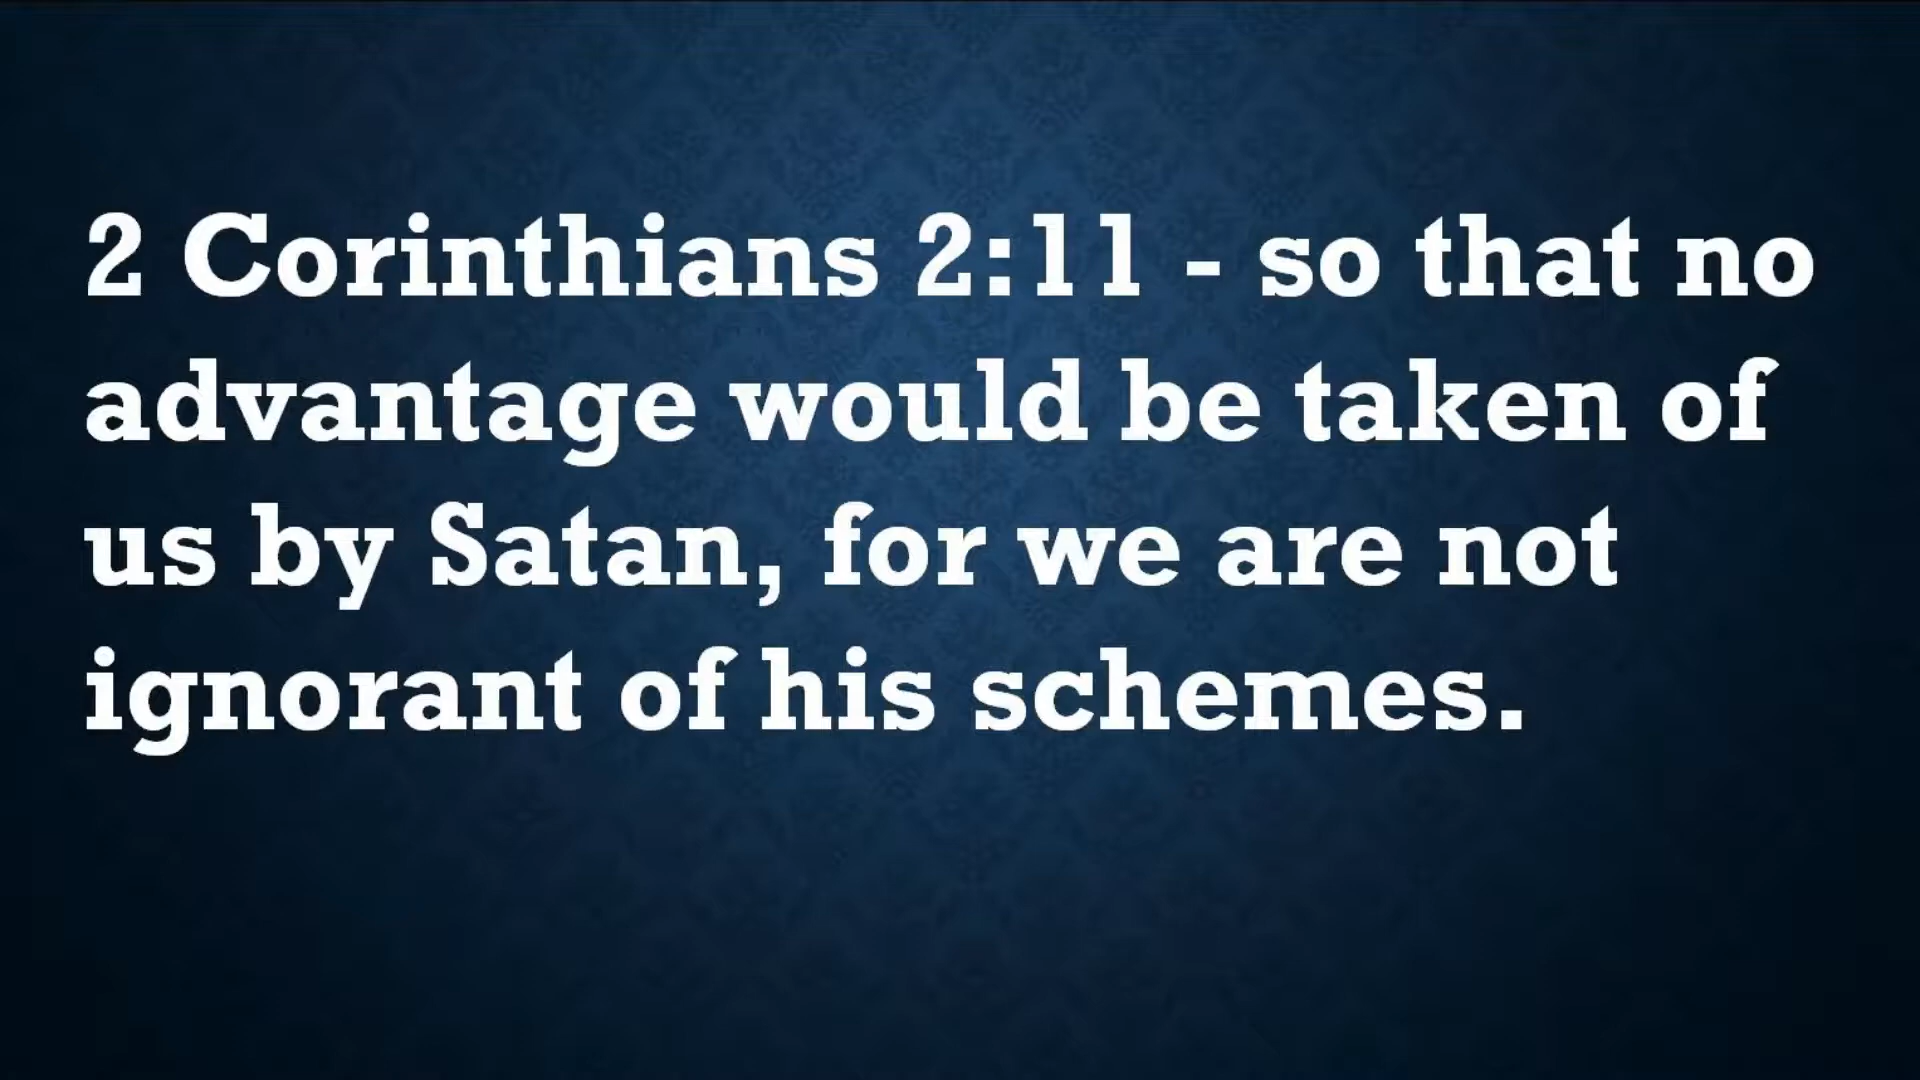 2 Corinthians 2:11 - so that no
advantage would be taken of
us by Satan, for we are not
ignorant of his schemes.